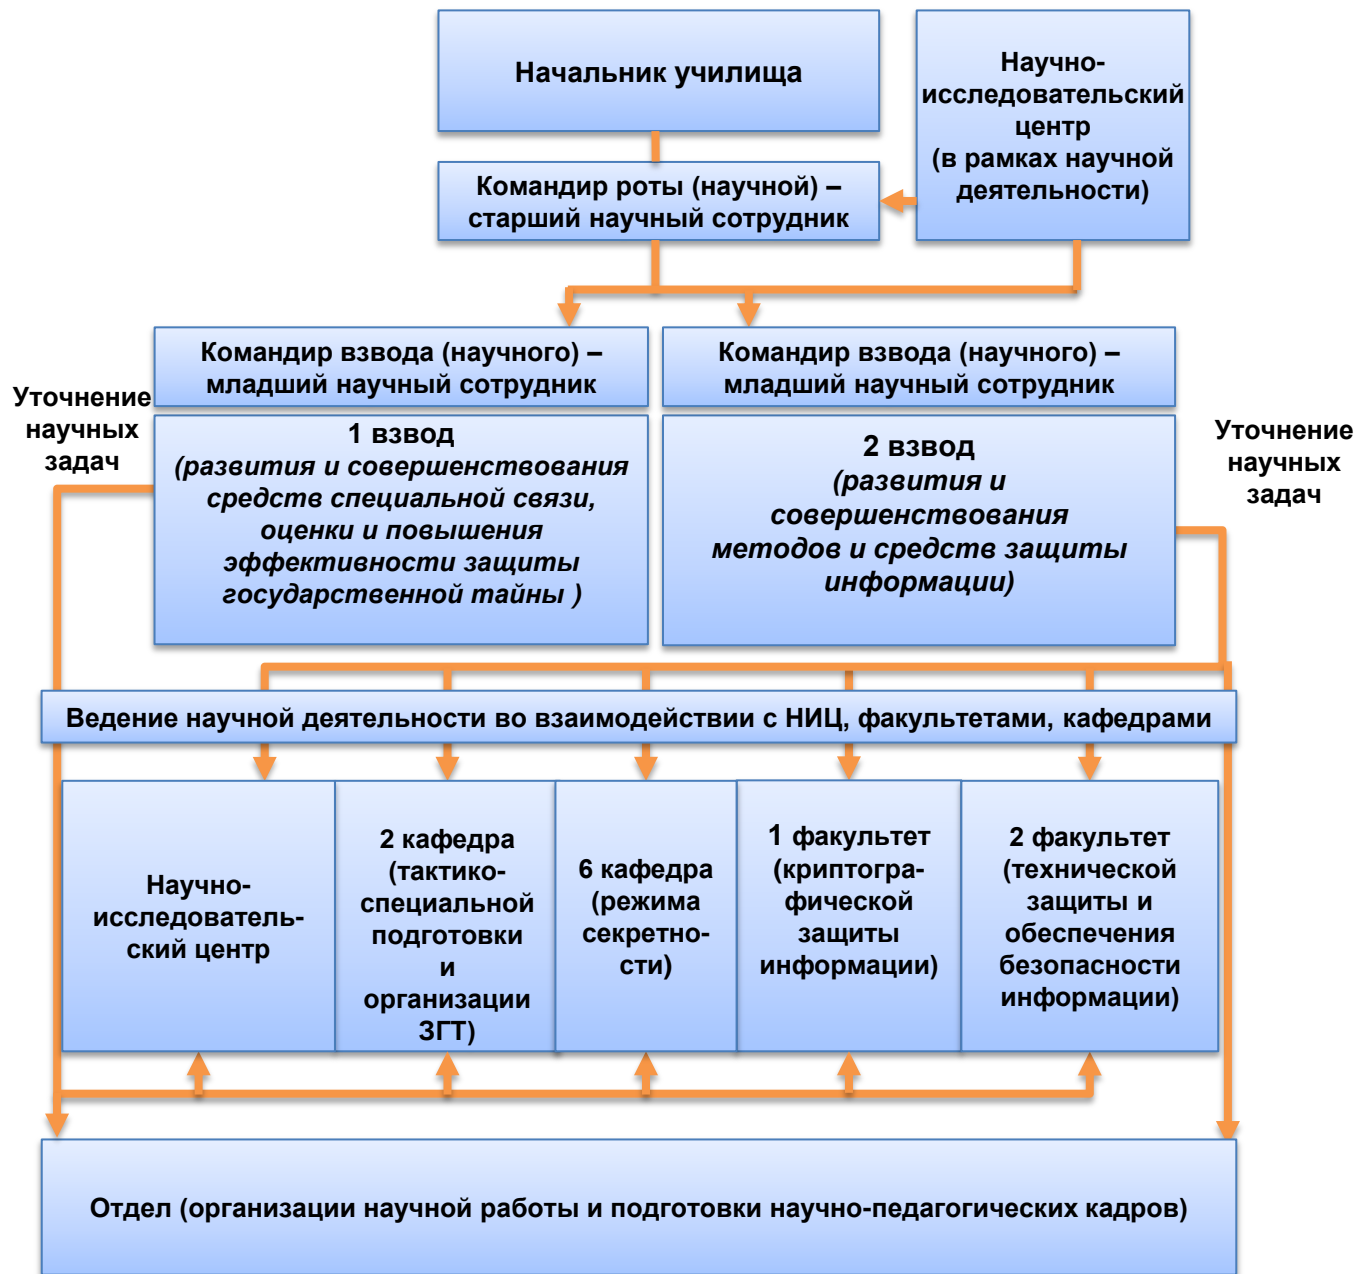 Начальник училища
Научно-
исследовательский
центр
(в рамках научной
деятельности)
Командир роты (научной) –
старший научный сотрудник
Командир взвода (научного) –
младший научный сотрудник
Командир взвода (научного) –
младший научный сотрудник
Уточнение
научных
задач
1 взвод
(развития и совершенствования
средств специальной связи,
оценки и повышения
эффективности защиты
государственной тайны )
2 взвод
(развития и
совершенствования
методов и средств защиты
информации)
Уточнение
научных
задач
Ведение научной деятельности во взаимодействии с НИЦ, факультетами, кафедрами
Научно-
исследователь-
ский центр
2 кафедра
(тактико-
специальной
подготовки
и
организации
ЗГТ)
6 кафедра
(режима
секретно-
сти)
1 факультет
(криптогра-
фической
защиты
информации)
2 факультет
(технической
защиты и
обеспечения
безопасности
информации)
Отдел (организации научной работы и подготовки научно-педагогических кадров)